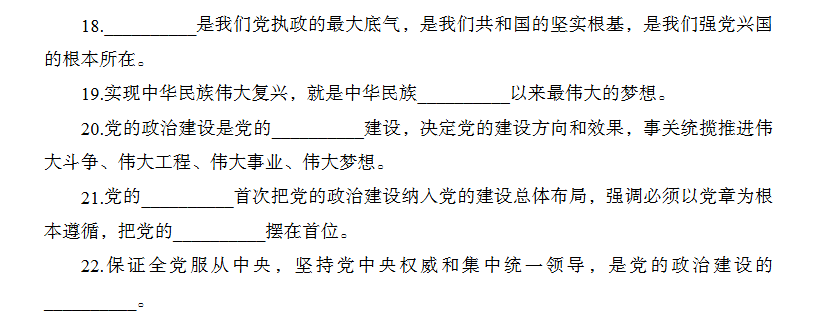 18.__________是我们党执政的最大底气，是我们共和国的坚实根基，是我们强党兴国
的根本所在。
19.实现中华民族伟大复兴，就是中华民族__________以来最伟大的梦想。
20.党的政治建设是党的__________建设，决定党的建设方向和效果，事关统揽推进伟
大斗争、伟大工程、伟大事业、伟大梦想。
21.党的__________首次把党的政治建设纳入党的建设总体布局，强调必须以党章为根
本遵循，把党的__________摆在首位。
22.保证全党服从中央，坚持党中央权威和集中统一领导，是党的政治建设的
__________。